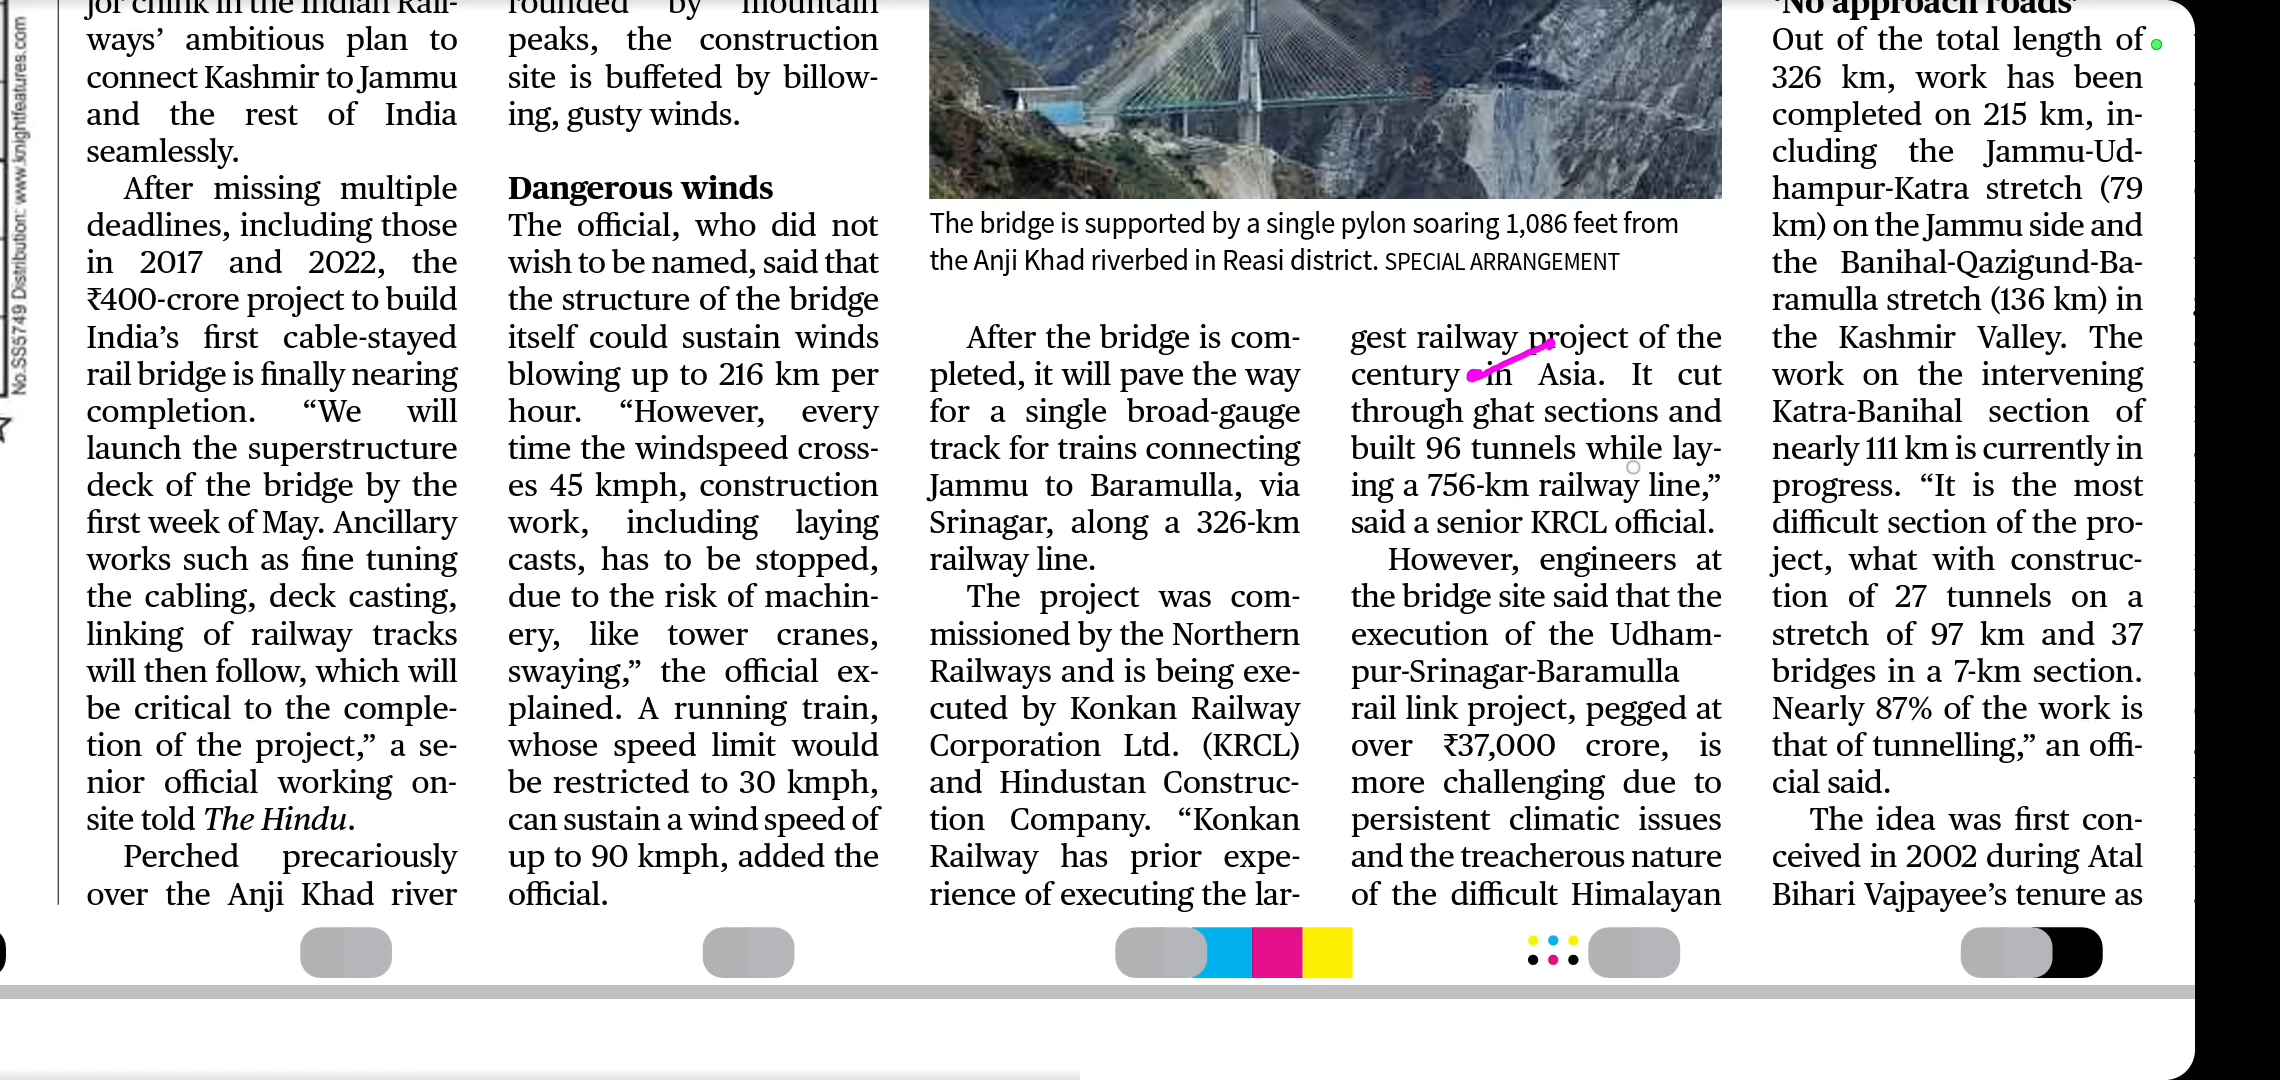 No.SS5749 Distribution: www.knightfeatures.com
jor chink in the Indian Rail-
ways’ ambitious plan to
connect Kashmir to Jammu
and the rest of India
seamlessly.
After missing multiple
deadlines, including those
in 2017 and 2022, the
₹400-crore project to build
India’s first cable-stayed
rail bridge is finally nearing
completion. “We will
launch the superstructure
deck of the bridge by the
first week of May. Ancillary
works such as fine tuning
the cabling, deck casting,
linking of railway tracks
will then follow, which will
be critical to the comple-
tion of the project,” a se-
nior official working on-
site told The Hindu.
Perched precariously
over the Anji Khad river
rounded by mountain
peaks, the construction
site is buffeted by billow-
ing, gusty winds.
Dangerous winds
The official, who did not
wish to be named, said that
the structure of the bridge
itself could sustain winds
blowing up to 216 km per
hour. “However, every
time the windspeed cross-
es 45 kmph, construction
work, including laying
casts, has to be stopped,
due to the risk of machin-
ery, like tower cranes,
swaying,” the official ex-
plained. A running train,
whose speed limit would
be restricted to 30 kmph,
can sustain a wind speed of
up to 90 kmph, added the
official.
The bridge is supported by a single pylon soaring 1,086 feet from
the Anji Khad riverbed in Reasi district. SPECIAL ARRANGEMENT
After the bridge is com-
pleted, it will pave the way
for a single broad-gauge
track for trains connecting
Jammu to Baramulla, via
Srinagar, along a 326-km
railway line.
The project was com-
missioned by the Northern
Railways and is being exe-
cuted by Konkan Railway
Corporation Ltd. (KRCL)
and Hindustan Construc-
tion Company. “Konkan
Railway has prior expe-
rience of executing the lar-
gest railway project of the
century in Asia. It cut
through ghat sections and
built 96 tunnels while lay-
ing a 756-km railway line,”
said a senior KRCL official.
However, engineers at
the bridge site said that the
execution of the Udham-
pur-Srinagar-Baramulla
rail link project, pegged at
over ₹37,000 crore, is
more challenging due to
persistent climatic issues
and the treacherous nature
of the difficult Himalayan
‘No approach roads’
Out of the total length of
326 km, work has been
completed on 215 km, in-
cluding the Jammu-Ud-
hampur-Katra stretch (79
km) on the Jammu side and
the Banihal-Qazigund-Ba-
ramulla stretch (136 km) in
the Kashmir Valley. The
work on the intervening
Katra-Banihal section of
nearly 111 km is currently in
progress. “It is the most
difficult section of the pro-
ject, what with construc-
tion of 27 tunnels on a
stretch of 97 km and 37
bridges in a 7-km section.
Nearly 87% of the work is
that of tunnelling,” an offi-
cial said.
The idea was first con-
ceived in 2002 during Atal
Bihari Vajpayee’s tenure as